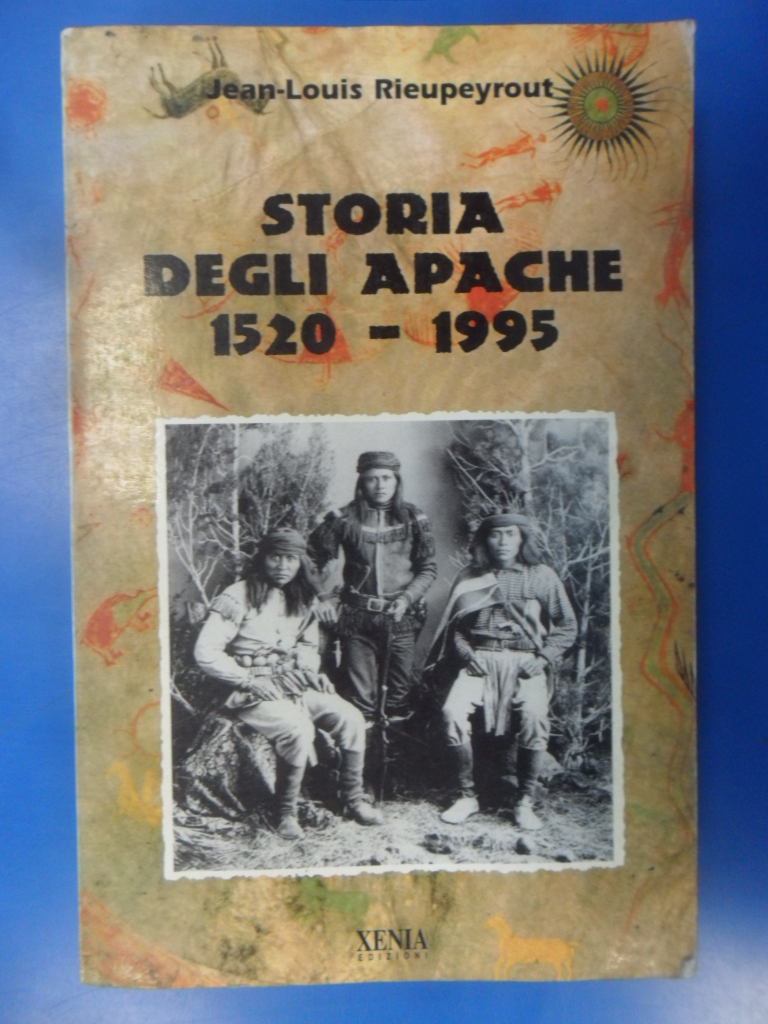 Jean-Louis Rieupeyrout
STORIA
DEGLI APACHE
1520 - 1995
XENIA
EDIZIONI